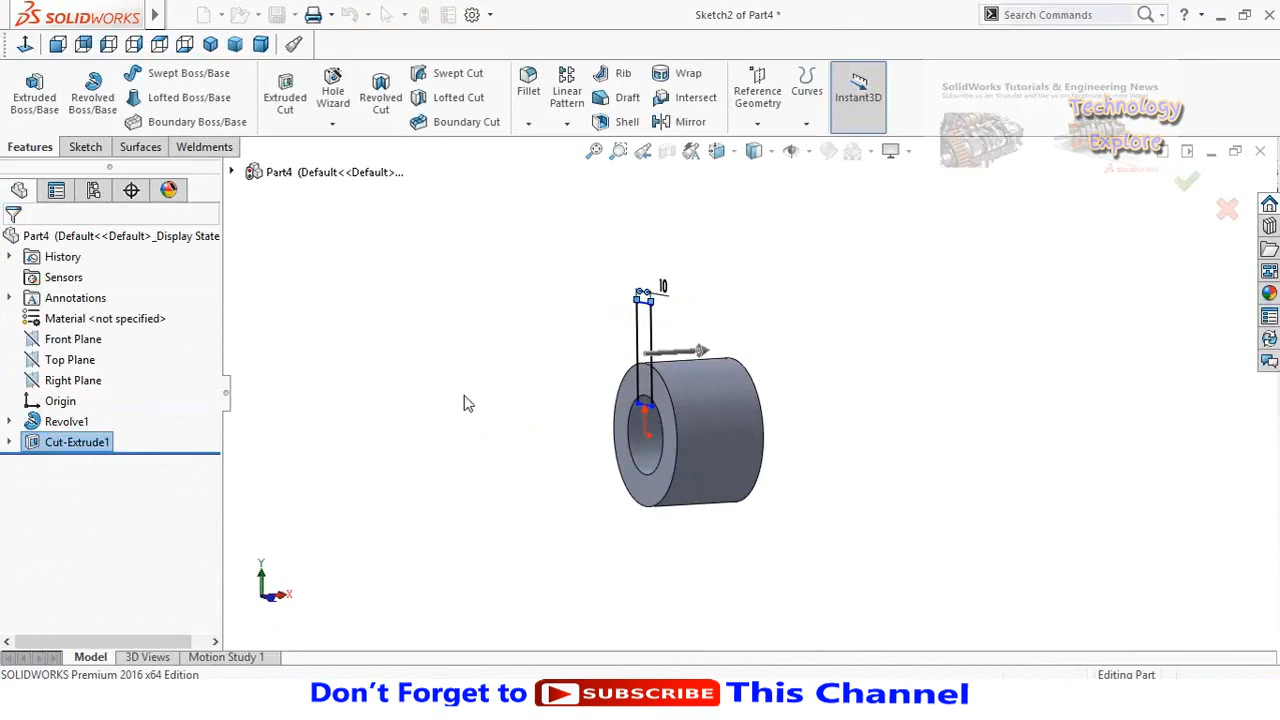 SOLIDWORKS
Sketch2 of Part4 *
Search Commands
Extruded Boss/Base
Revolved Boss/Base
Swept Boss/Base
Lofted Boss/Base
Boundary Boss/Base
Extruded Cut
Hole Wizard
Revolved Cut
Swept Cut
Lofted Cut
Boundary Cut
Fillet
Linear Pattern
Rib
Draft
Shell
Wrap
Intersect
Mirror
Reference Geometry
Curves
Instant3D
SolidWorks Tutorials & Engineering News
Technology
Explore
Features
Sketch
Surfaces
Weldments
Part4 (Default<<Default>...
Part4 (Default<<Default>_Display State
History
Sensors
Annotations
Material <not specified>
Front Plane
Top Plane
Right Plane
Origin
Revolve1
Cut-Extrude1
10
Y
X
Model
3D Views
Motion Study 1
SOLIDWORKS Premium 2016 x64 Edition
Editing Part
Don't Forget to SUBSCRIBE This Channel